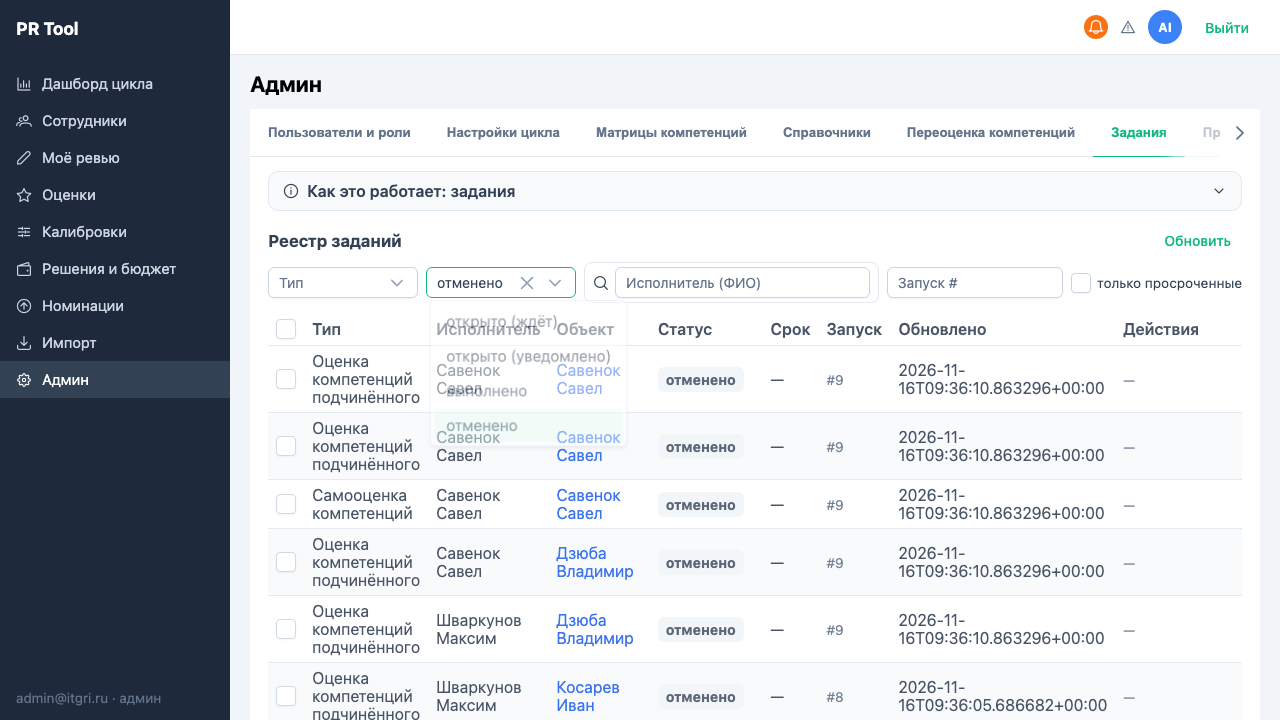 PR Tool
Дашборд цикла
Сотрудники
Моё ревью
Оценки
Калибровки
Решения и бюджет
Номинации
Импорт
Админ
admin@itgri.ru · админ
AI
Выйти
Админ
Пользователи и роли
Настройки цикла
Матрицы компетенций
Справочники
Переоценка компетенций
Задания
Пр
Как это работает: задания
Реестр заданий
Обновить
Тип
отменено
Исполнитель (ФИО)
Запуск #
только просроченные
открыто (ждёт)
открыто (уведомлено)
выполнено
отменено
Тип Исполнитель Объект Статус Срок Запуск Обновлено Действия
Оценка компетенций подчинённого
Савенок Савел
Савенок Савел
отменено
—
#9
2026-11-16T09:36:10.863296+00:00
—
Оценка компетенций подчинённого
Савенок Савел
Савенок Савел
отменено
—
#9
2026-11-16T09:36:10.863296+00:00
—
Самооценка компетенций
Савенок Савел
Савенок Савел
отменено
—
#9
2026-11-16T09:36:10.863296+00:00
—
Оценка компетенций подчинённого
Савенок Савел
Дзюба Владимир
отменено
—
#9
2026-11-16T09:36:10.863296+00:00
—
Оценка компетенций подчинённого
Шваркунов Максим
Дзюба Владимир
отменено
—
#9
2026-11-16T09:36:10.863296+00:00
—
Оценка компетенций подчинённого
Шваркунов Максим
Косарев Иван
отменено
—
#8
2026-11-16T09:36:05.686682+00:00
—